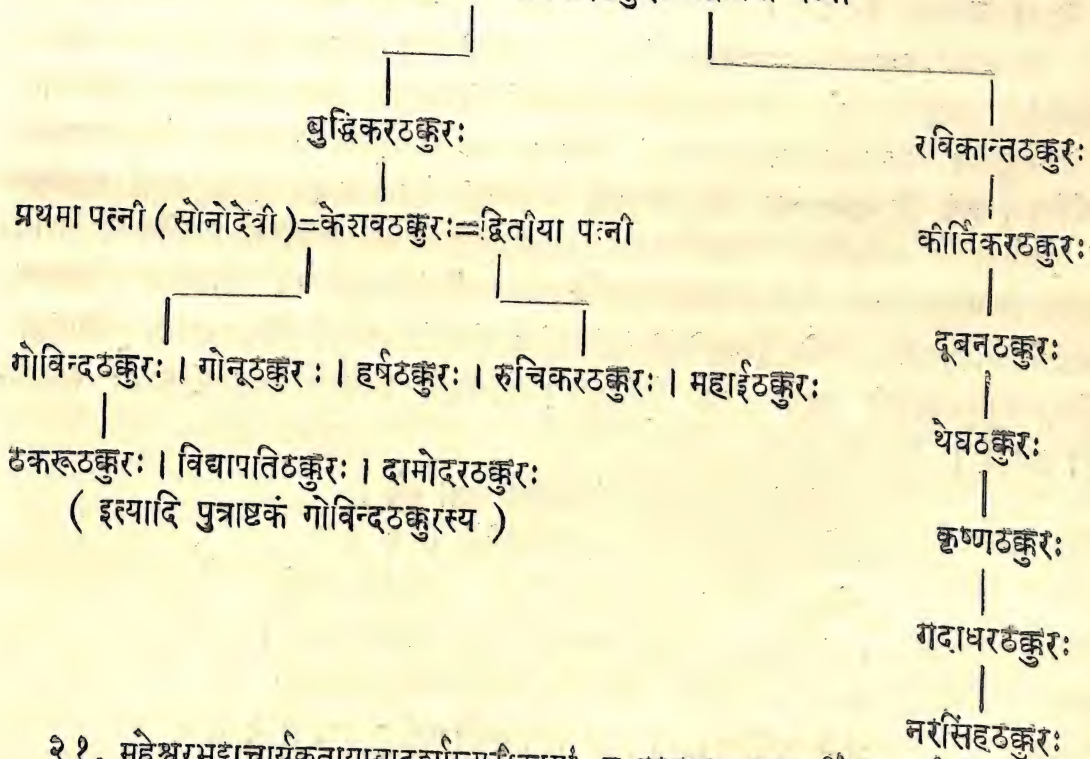 बुद्धिकरठक्कुरः
रविकान्तठक्कुरः
प्रथमा पत्नी ( सोनोदेवी )=केशवठक्कुरः=द्वितीया पत्नी
कीर्तिकरठक्कुरः
दूबनठक्कुरः
गोविन्दठक्कुरः । गोनूठक्कुर : । हर्षठक्कुरः । रुचिकरठक्कुरः । महाईठक्कुरः
थेघठक्कुरः
ठकरूठक्कुरः । विद्यापातिठक्कुरः । दामोदरठक्कुरः
( इत्यादि पुत्राष्टकं गोविन्दठक्कुरस्य )
कृष्णठक्कुरः
गदाधरठक्कुरः
नरसिंहठक्कुरः
२१.